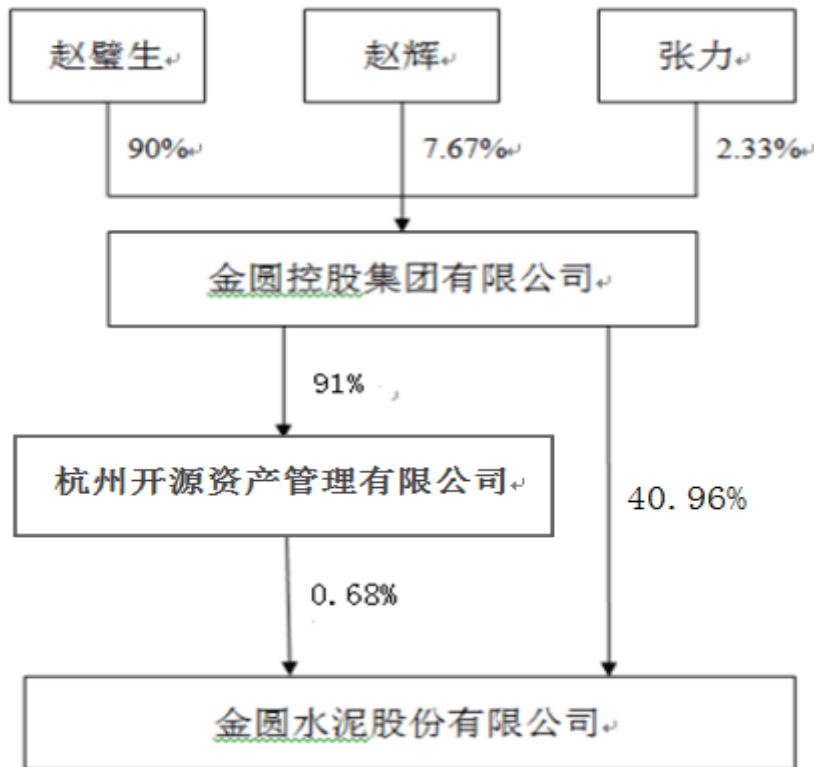 赵璧生
赵辉
张力
90%
7.67%
2.33%
金圆控股集团有限公司
91%
杭州开源资产管理有限公司
40.96%
0.68%
金圆水泥股份有限公司